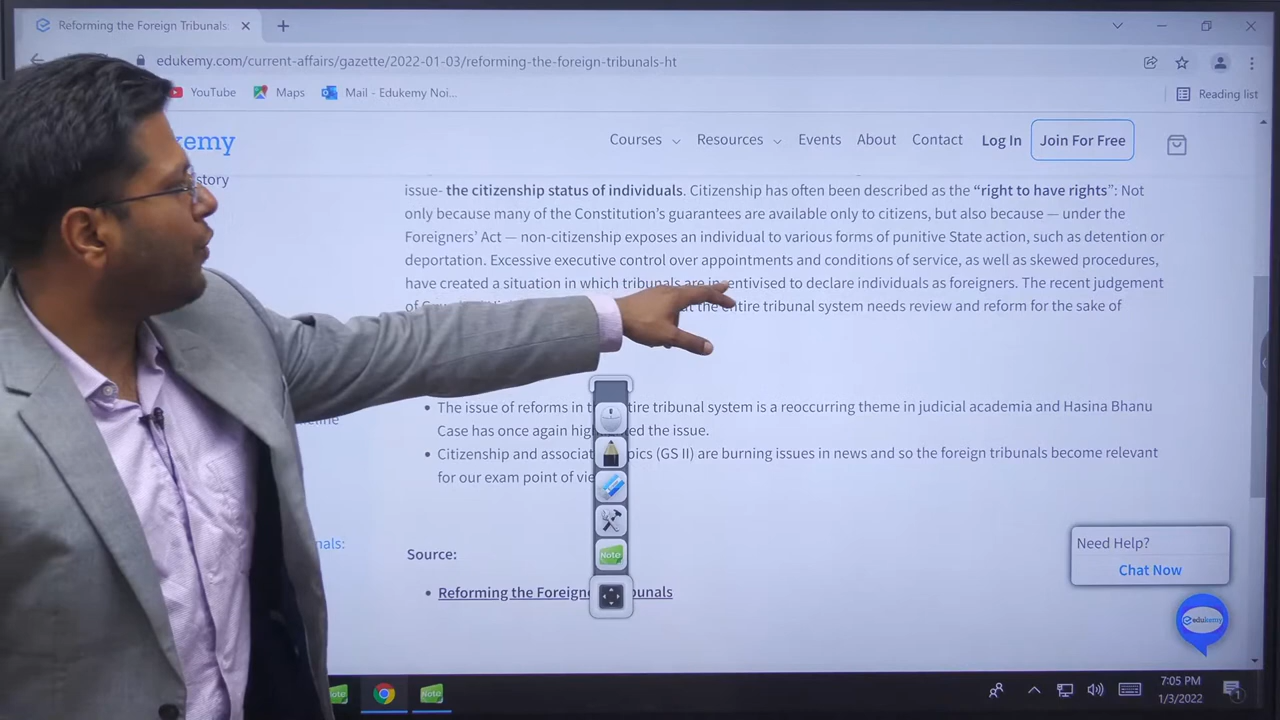 Reforming the Foreign Tribunals
edukemy.com/current-affairs/gazette/2022-01-03/reforming-the-foreign-tribunals-ht
YouTube Maps Mail - Edukemy Noi...
Reading list
kemy Courses Resources Events About Contact Log In Join For Free
story
issue- the citizenship status of individuals. Citizenship has often been described as the “right to have rights”: Not
only because many of the Constitution’s guarantees are available only to citizens, but also because — under the
Foreigners’ Act — non-citizenship exposes an individual to various forms of punitive State action, such as detention or
deportation. Excessive executive control over appointments and conditions of service, as well as skewed procedures,
have created a situation in which tribunals are incentivised to declare individuals as foreigners. The recent judgement
of the entire tribunal system needs review and reform for the sake of
The issue of reforms in tire tribunal system is a reoccurring theme in judicial academia and Hasina Bhanu
Case has once again hig ed the issue.
Citizenship and associat pics (GS II) are burning issues in news and so the foreign tribunals become relevant
for our exam point of vie
nals:
Source:
Reforming the Foreign bunals
Note
Need Help?
Chat Now
edukemy
Note Note
7:05 PM
1/3/2022
1